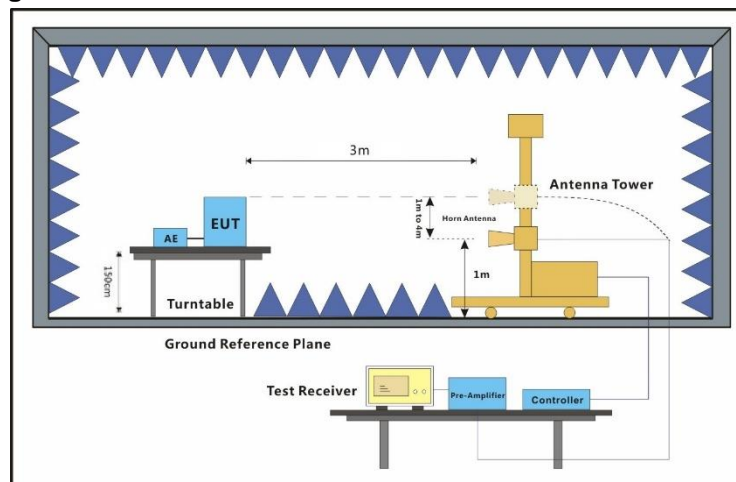 3m
Antenna Tower
EUT
AE
1m to 4m
Horn Antenna
150cm
1m
Turntable
Ground Reference Plane
Test Receiver
Pre-Amplifier
Controller